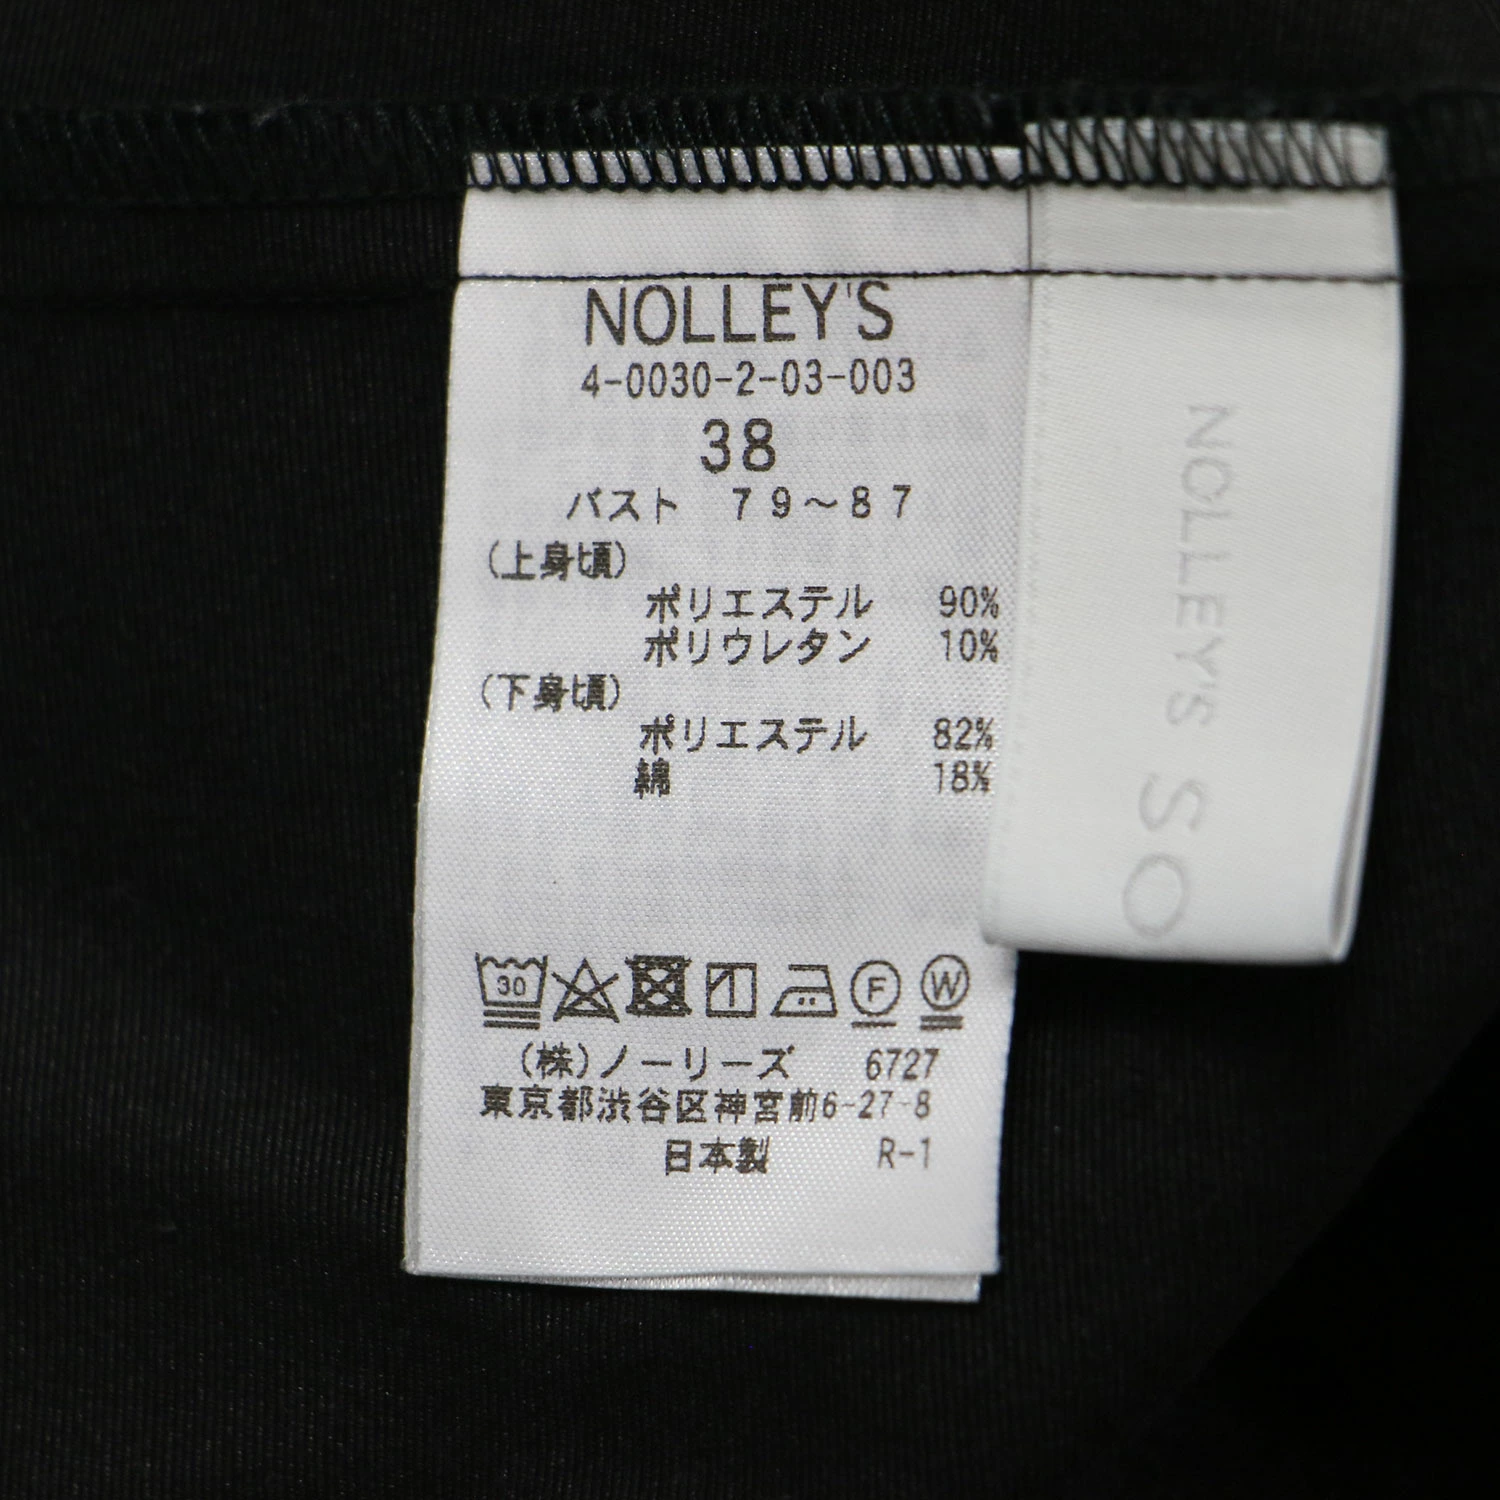 NOLLEY'S
4-0030-2-03-003
38
バスト 79～87
(上身頃)
ポリエステル 90%
ポリウレタン 10%
(下身頃)
ポリエステル 82%
綿 18%
30 F W
(株)ノーリーズ 6727
東京都渋谷区神宮前6-27-8
日本製 R-1
NOLLEY'S SO